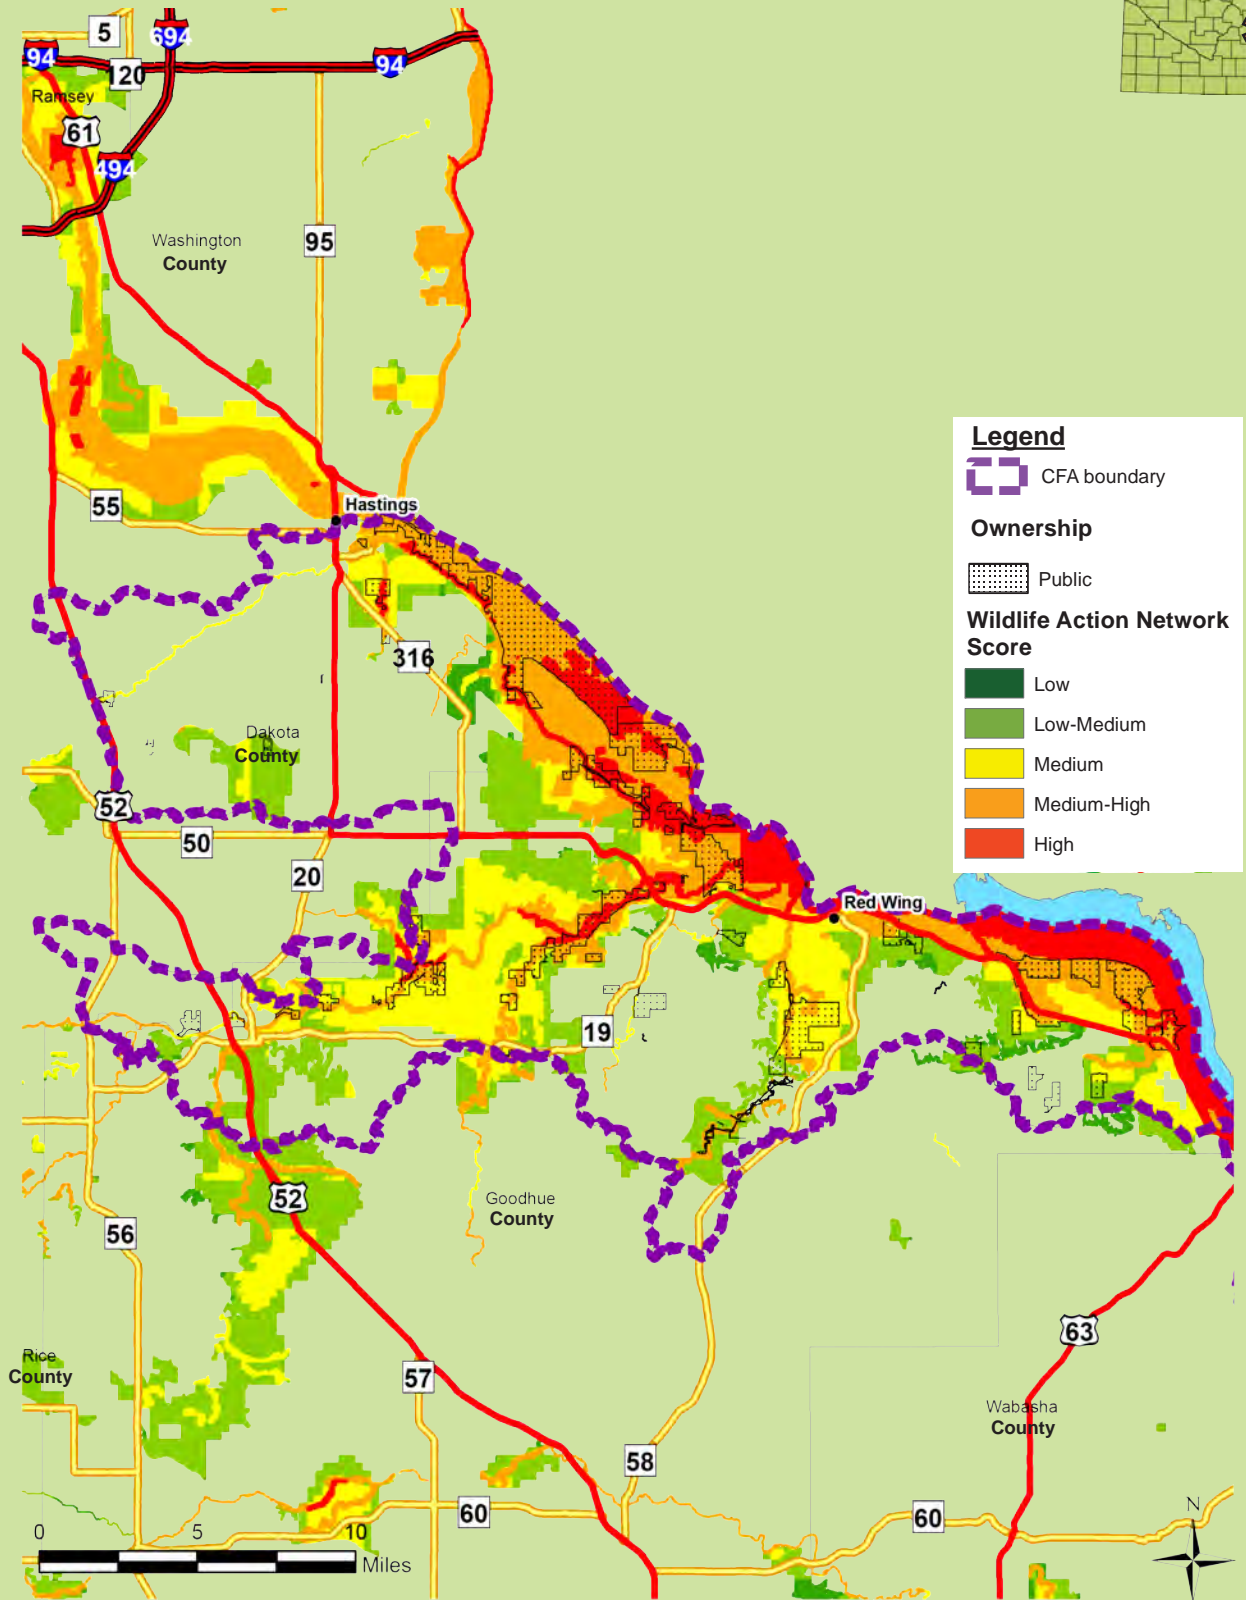 5
694
94
120
94
Ramsey
61
494
Washington
County
95
55
Hastings
316
Dakota
County
52
50
20
Red Wing
19
Goodhue
County
52
56
63
Rice
County
57
Wabasha
County
58
60
60
N
0 5 10
Miles
Legend
CFA boundary
Ownership
Public
Wildlife Action Network
Score
Low
Low-Medium
Medium
Medium-High
High